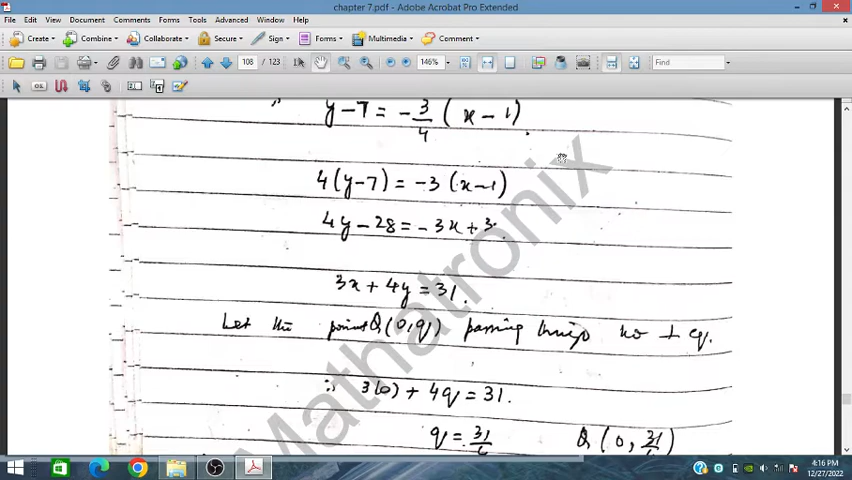 chapter 7.pdf - Adobe Acrobat Pro Extended
File Edit View Document Comments Forms Tools Advanced Window Help
Create Combine Collaborate Secure Sign Forms Multimedia Comment
108 / 123 146% Find
y-7 = -3/4 (x-1).
4(y-7) = -3(x-1)
4y-28 = -3x+3.
3x+4y = 31.
Let the point Q(0,q) passing ⊥ eq.
∴ 3(0) + 4q = 31.
q = 31/4 Q(0, 31/4)
Mathatronix
4:16 PM
12/27/2022